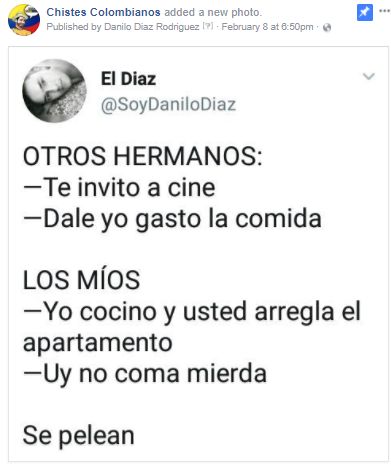 Chistes Colombianos added a new photo.
Published by Danilo Diaz Rodriguez [?] · February 8 at 6:50pm ·
El Diaz
@SoyDaniloDiaz
OTROS HERMANOS:
—Te invito a cine
—Dale yo gasto la comida
LOS MÍOS
—Yo cocino y usted arregla el
apartamento
—Uy no coma mierda
Se pelean